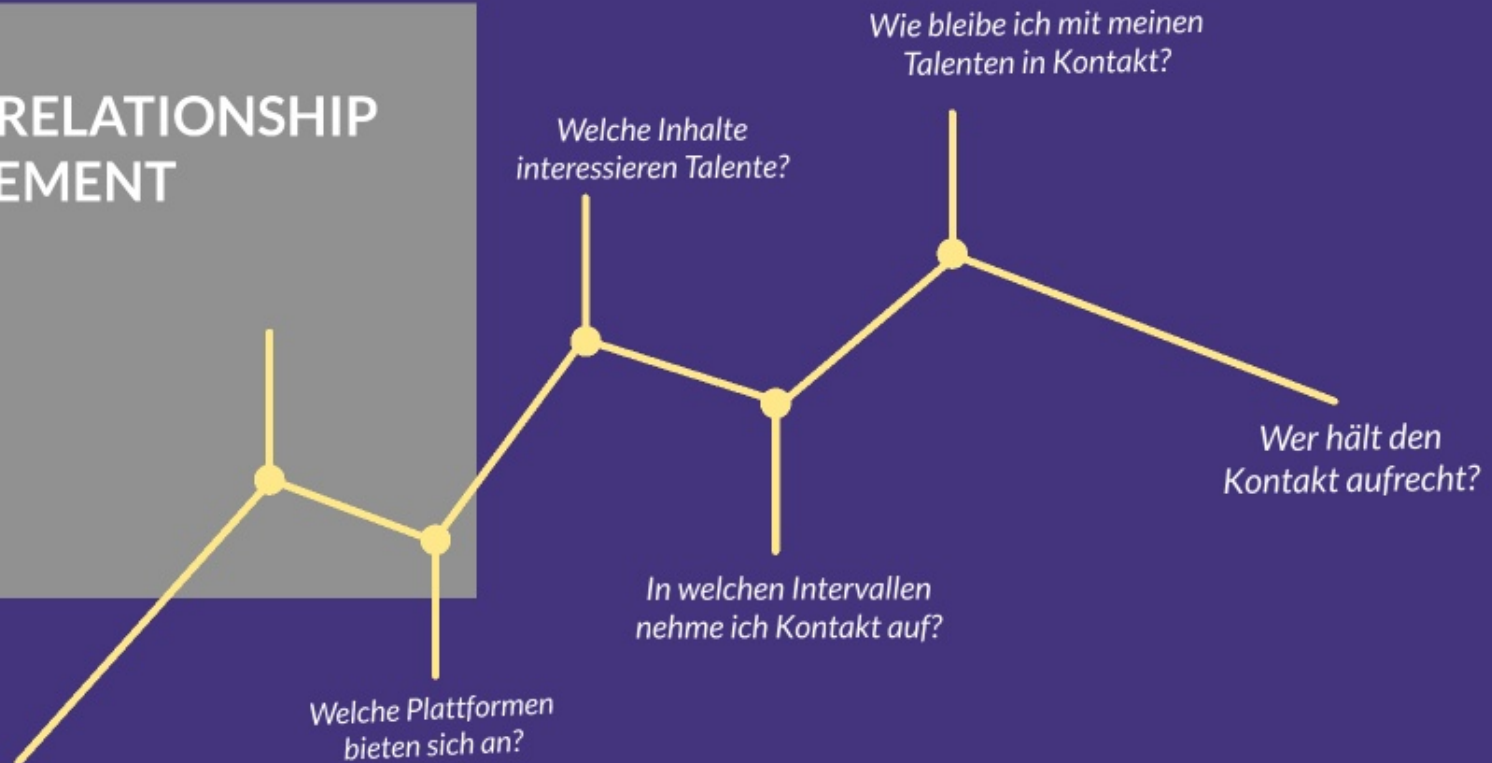 RELATIONSHIP
EMENT
Wie bleibe ich mit meinen
Talenten in Kontakt?
Welche Inhalte
interessieren Talente?
Wer hält den
Kontakt aufrecht?
In welchen Intervallen
nehme ich Kontakt auf?
Welche Plattformen
bieten sich an?